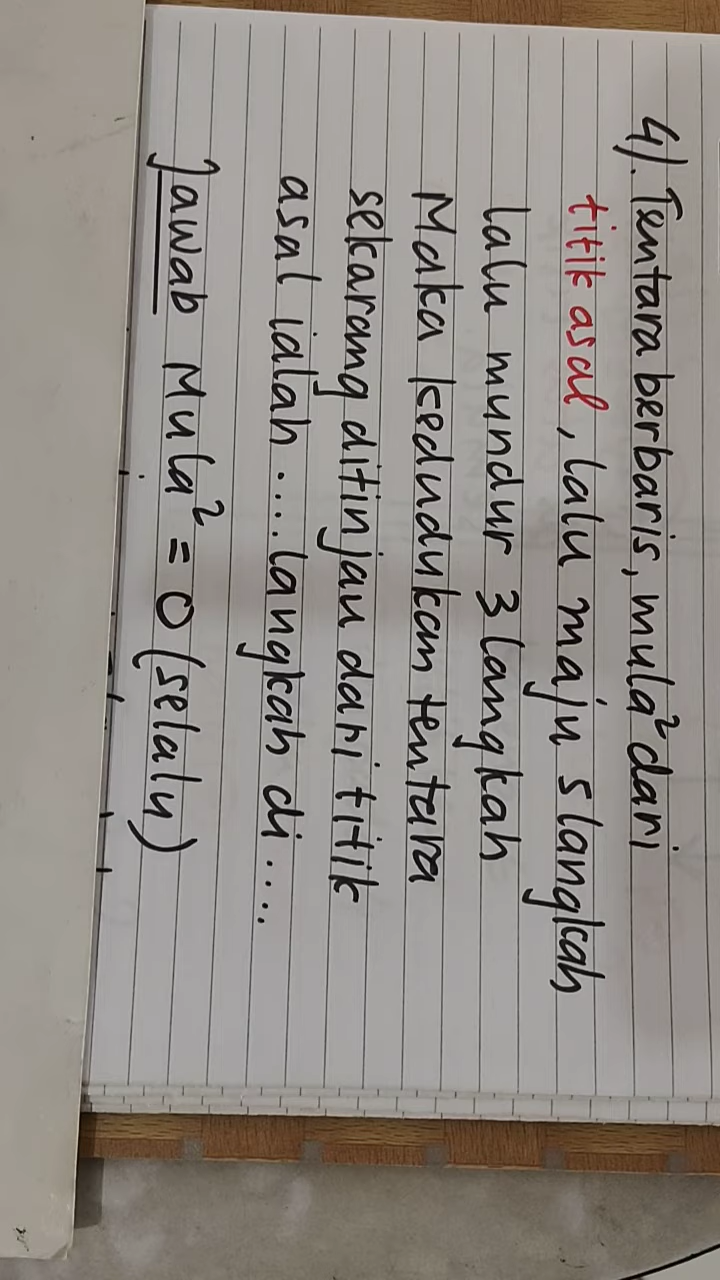 4). Tentara berbaris, mula² dari
titik asal, lalu maju 5 langkah
lalu mundur 3 langkah
Maka kedudukan tentara
sekarang ditinjau dari titik
asal ialah .... langkah di .....
Jawab Mula² = 0 (selalu)